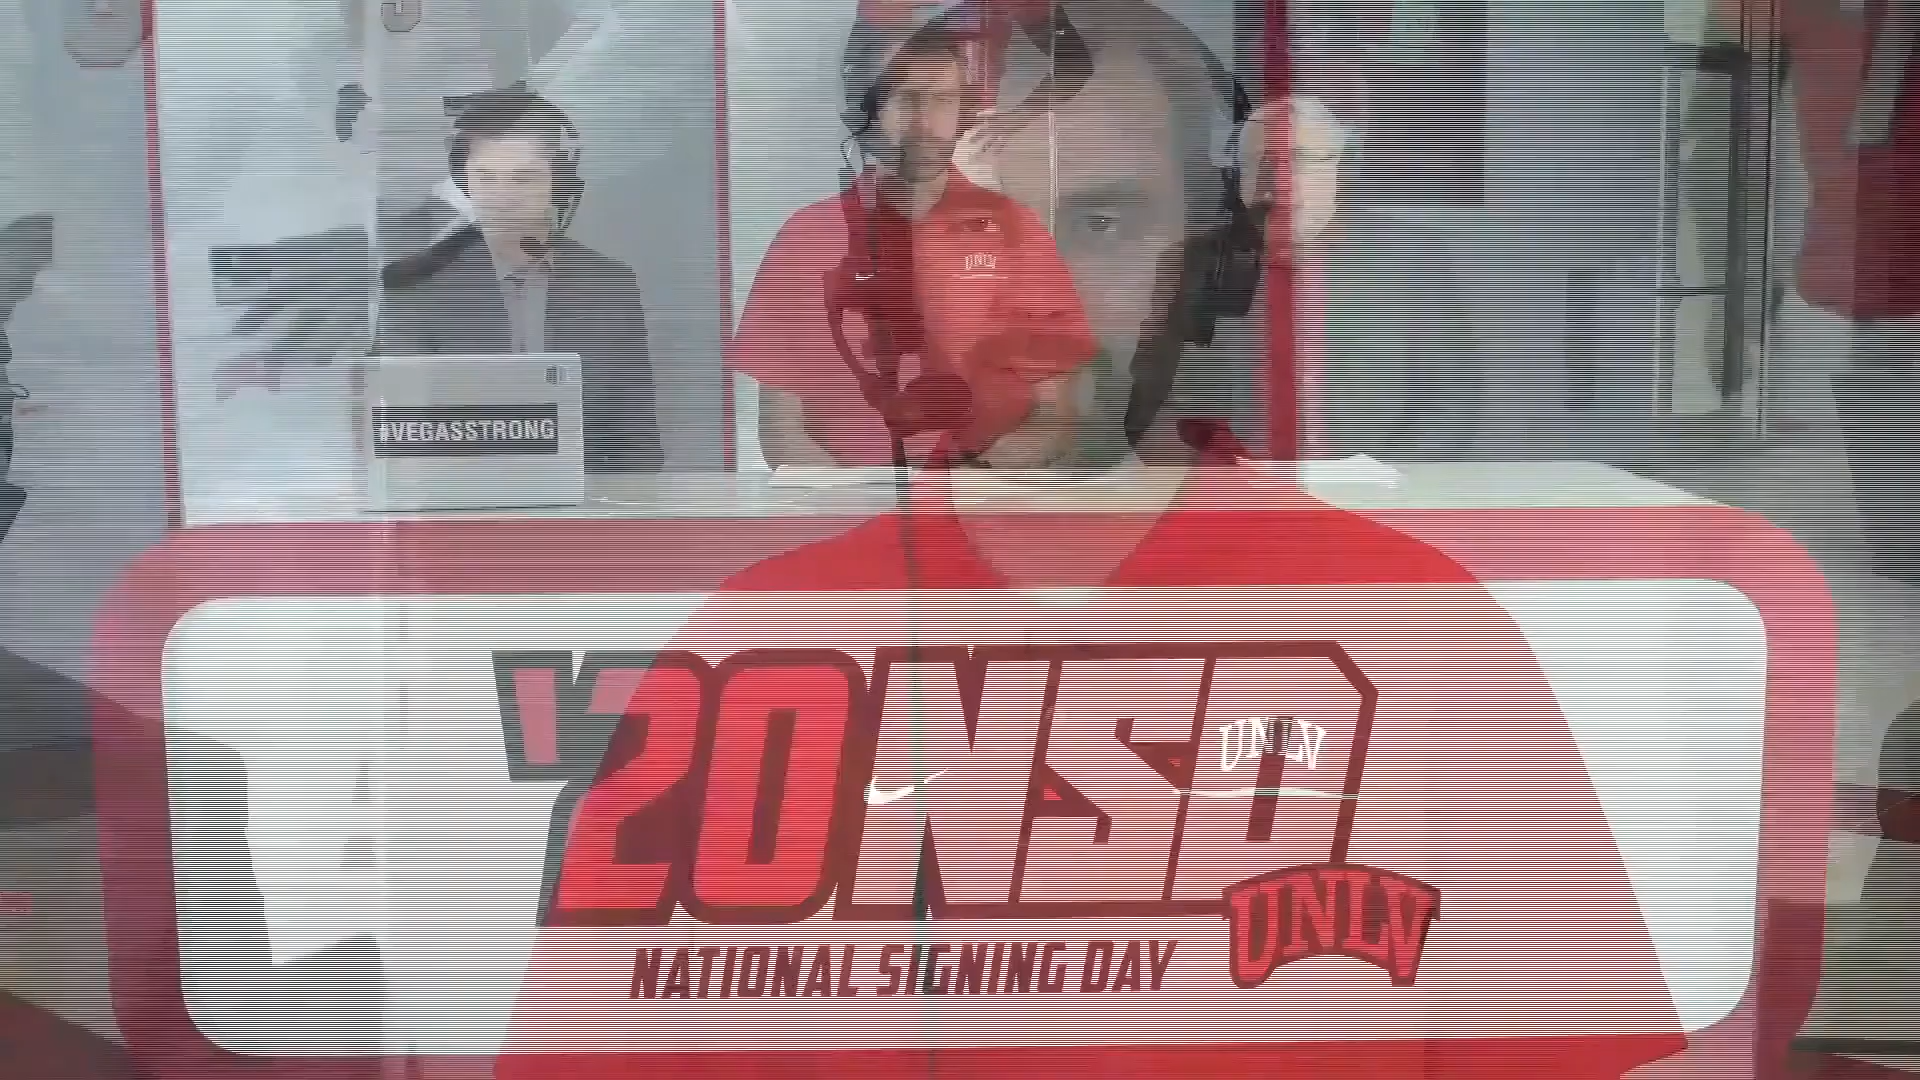 UNLV
#VEGASSTRONG
'20NSD
UNLV
UNLV
NATIONAL SIGNING DAY